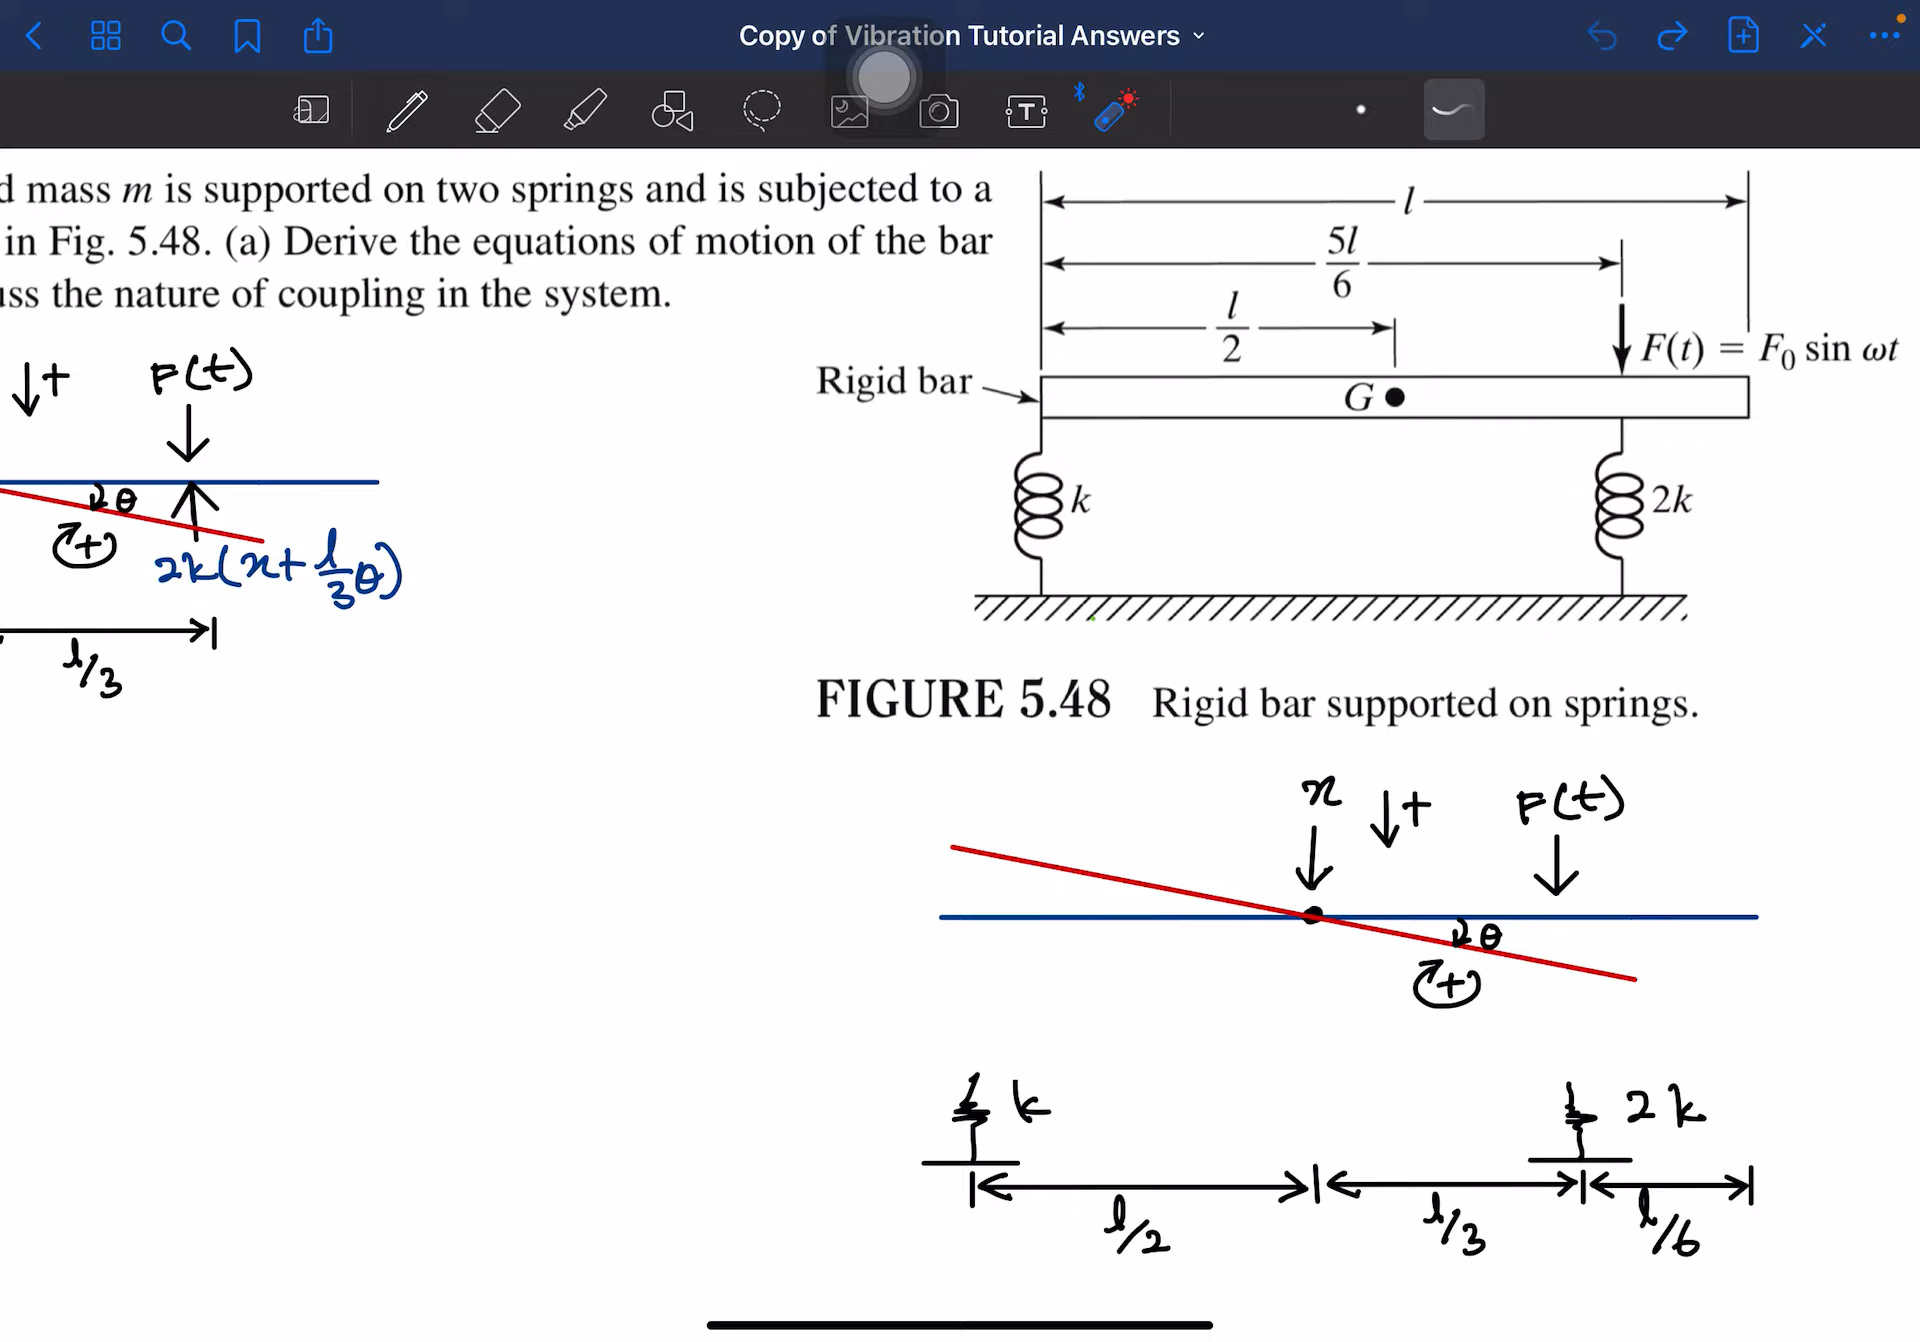 Copy of Vibration Tutorial Answers
d mass m is supported on two springs and is subjected to a
in Fig. 5.48. (a) Derive the equations of motion of the bar
uss the nature of coupling in the system.
l
5l/6
l/2
F(t) = F₀ sin ωt
Rigid bar
G
k
2k
FIGURE 5.48 Rigid bar supported on springs.
↓+ F(t)
θ
+
2k(x + l/3 θ)
l/3
x ↓+ F(t)
θ
+
k
2k
l/2
l/3
l/6